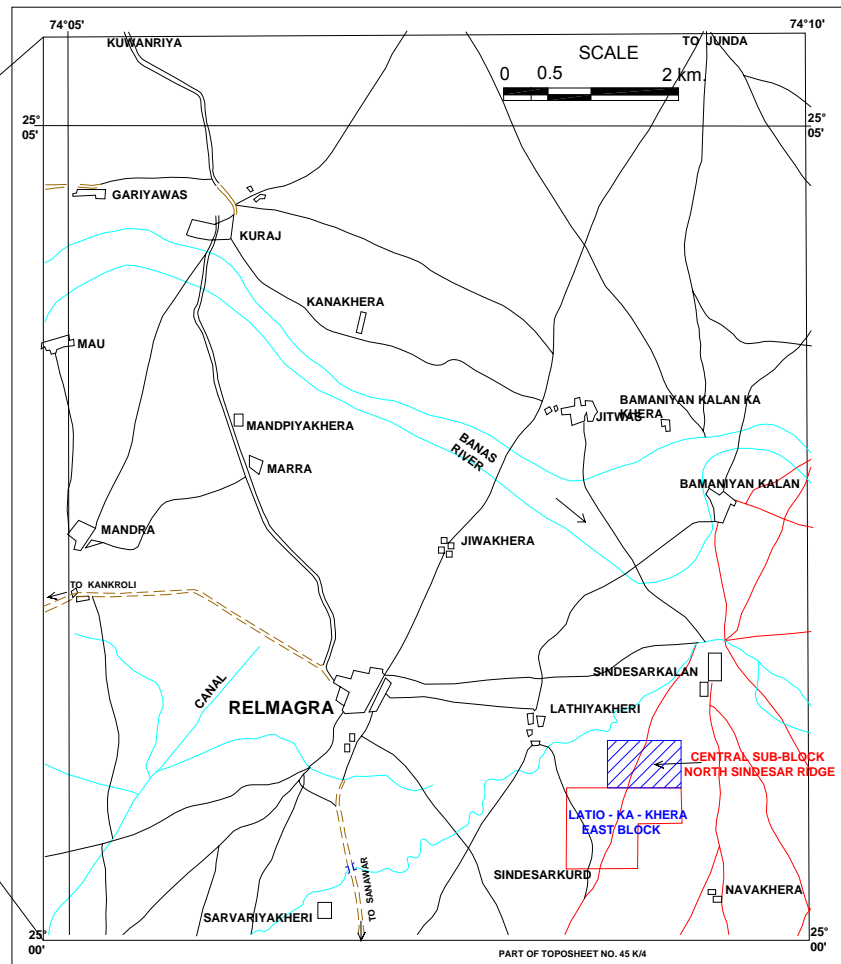 74°05'
74°10'
KUWANRIYA
SCALE
TO JUNDA
0 0.5 2 km.
25°
05'
25
05'
GARIYAWAS
KURAJ
KANAKHERA
MAU
BAMANIYAN KALAN KA
KHERA
JITWAS
MANDPIYAKHERA
BANAS
RIVER
MARRA
BAMANIYAN KALAN
MANDRA
JIWAKHERA
TO KANKROLI
SINDESARKALAN
CANAL
RELMAGRA
LATHIYAKHERI
CENTRAL SUB-BLOCK
NORTH SINDESAR RIDGE
LATIO - KA - KHERA
EAST BLOCK
SINDESARKURD
NAVAKHERA
TO SANAWAR
SARVARIYAKHERI
25°
00'
25°
00'
PART OF TOPOSHEET NO. 45 K/4